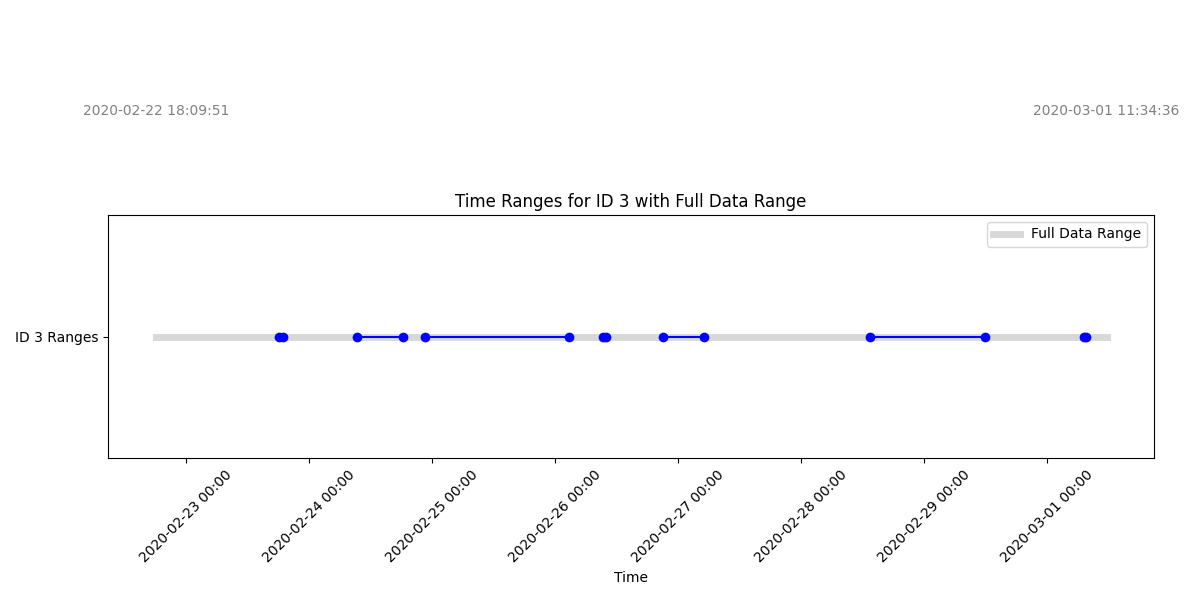 2020-02-22 18:09:51
2020-03-01 11:34:36
Time Ranges for ID 3 with Full Data Range
Full Data Range
ID 3 Ranges
2020-02-23 00:00
2020-02-24 00:00
2020-02-25 00:00
2020-02-26 00:00
2020-02-27 00:00
2020-02-28 00:00
2020-02-29 00:00
2020-03-01 00:00
Time